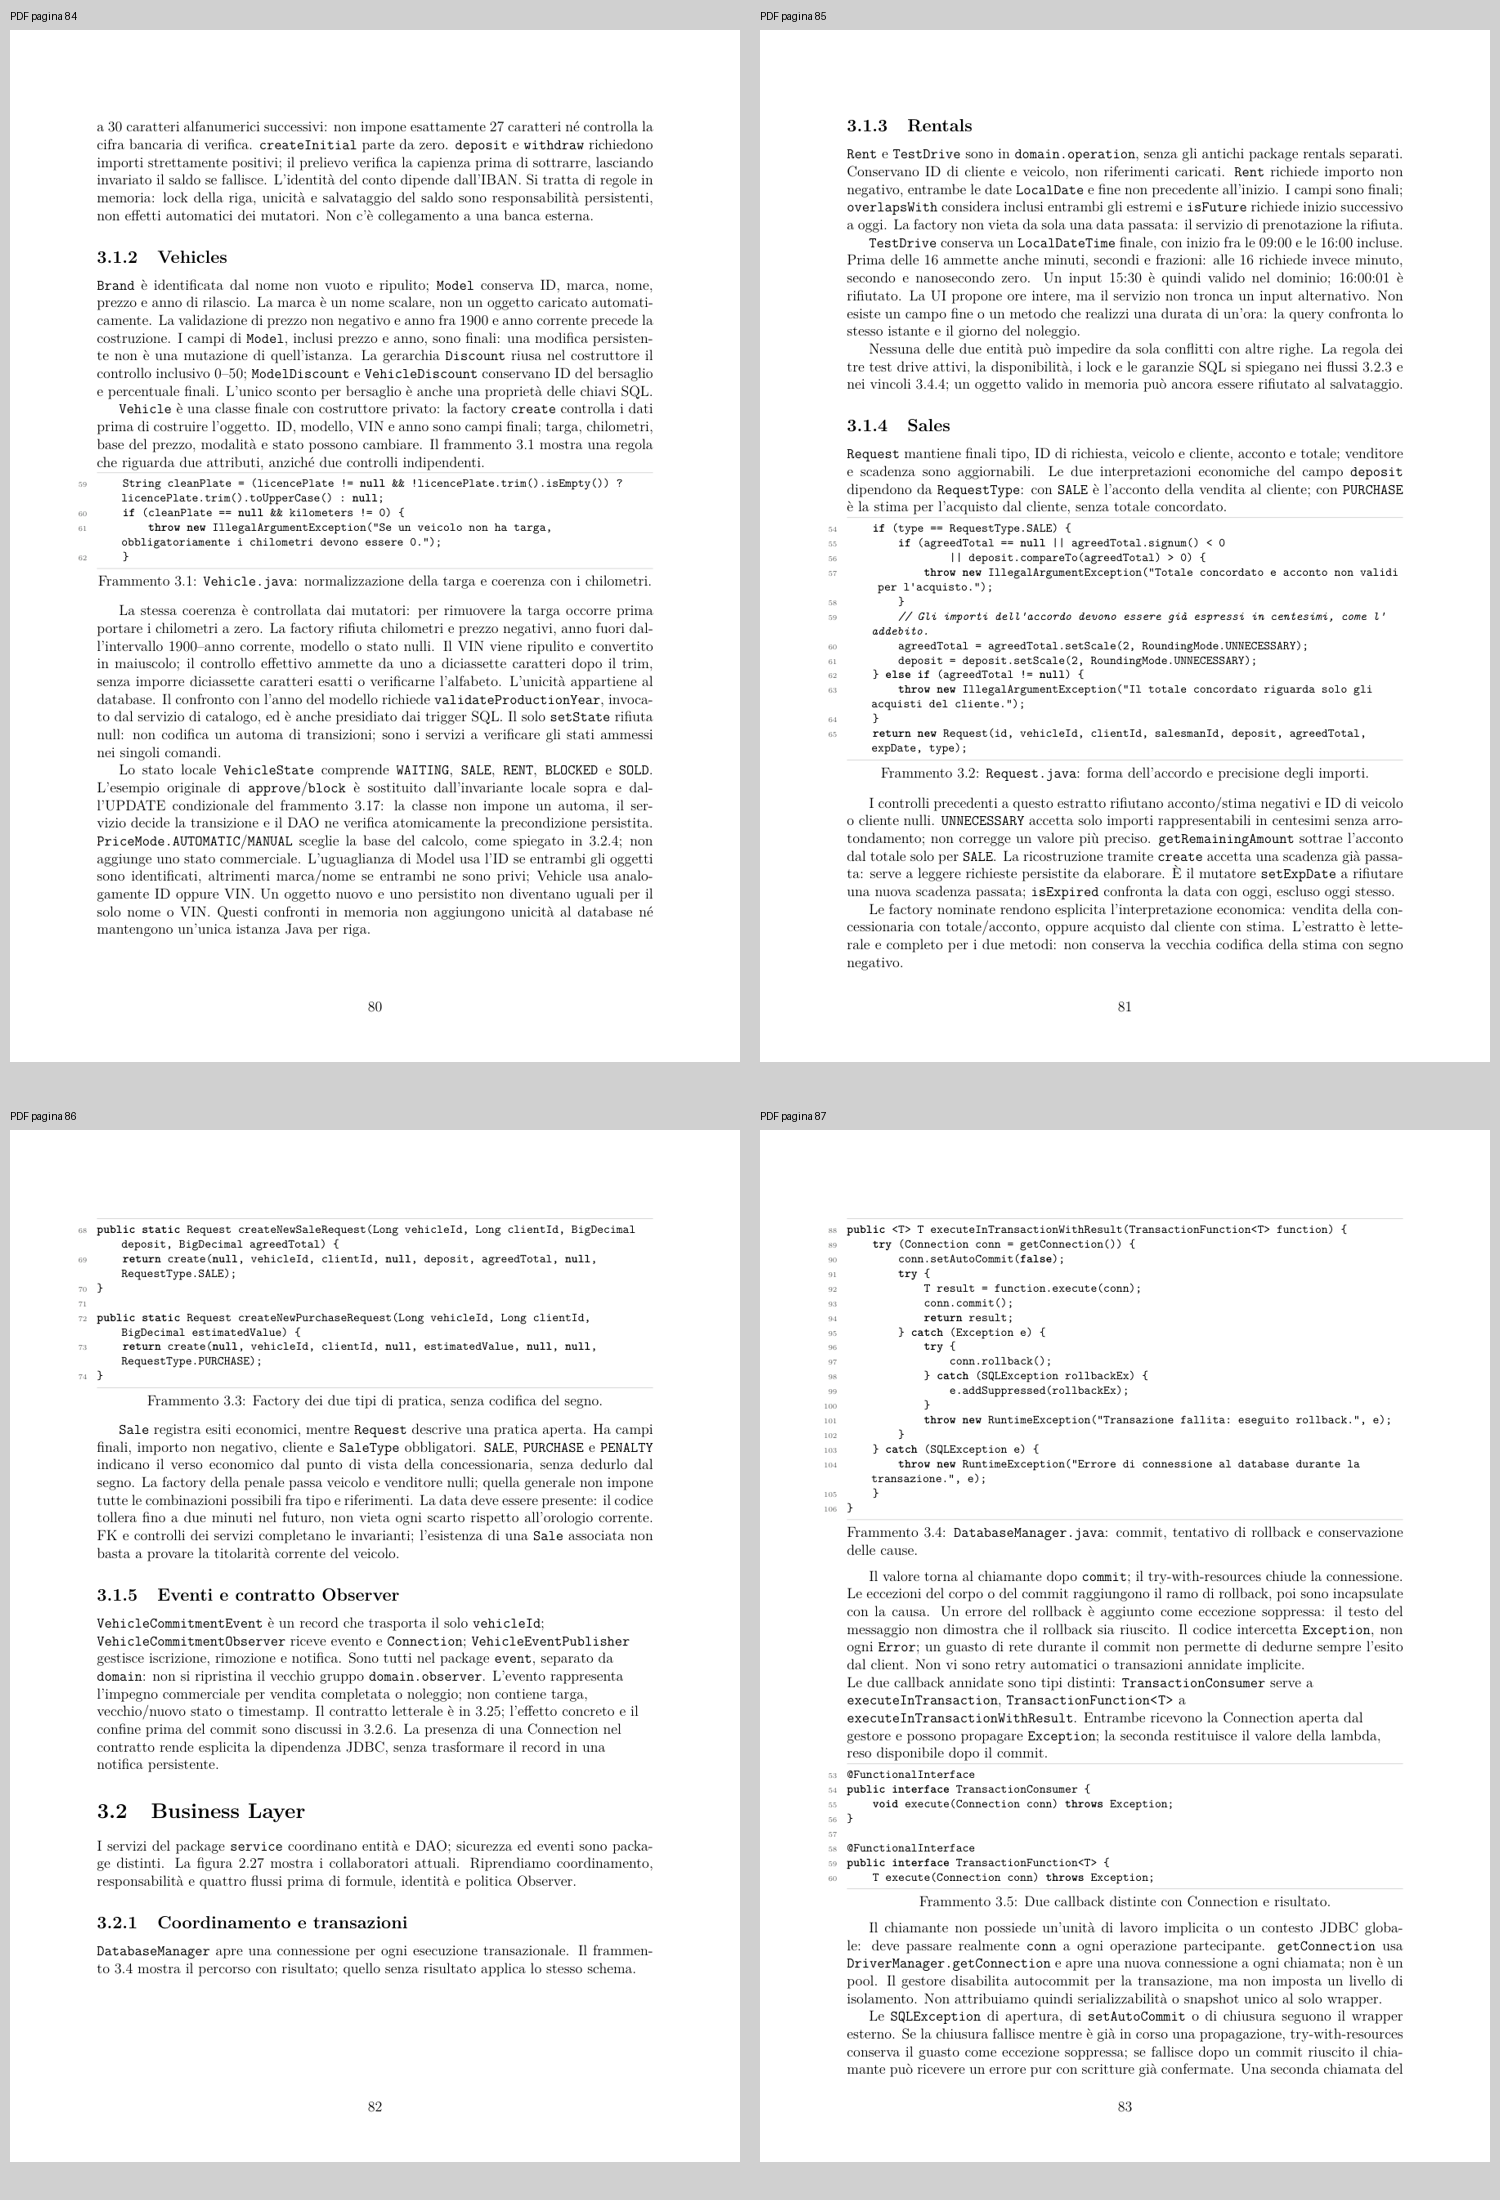 PDF pagina 84
a 30 caratteri alfanumerici successivi: non impone esattamente 27 caratteri né controlla la
cifra bancaria di verifica. createInitial parte da zero. deposit e withdraw richiedono
importi strettamente positivi; il prelievo verifica la capienza prima di sottrarre, lasciando
invariato il saldo se fallisce. L'identità del conto dipende dall'IBAN. Si tratta di regole in
memoria: lock della riga, unicità e salvataggio del saldo sono responsabilità persistenti,
non effetti automatici dei mutatori. Non c'è collegamento a una banca esterna.
3.1.2 Vehicles
Brand è identificata dal nome non vuoto e ripulito; Model conserva ID, marca, nome,
prezzo e anno di rilascio. La marca è un nome scalare, non un oggetto caricato automati-
camente. La validazione di prezzo non negativo e anno fra 1900 e anno corrente precede la
costruzione. I campi di Model, inclusi prezzo e anno, sono finali: una modifica persisten-
te non è una mutazione di quell'istanza. La gerarchia Discount riusa nel costruttore il
controllo inclusivo 0–50; ModelDiscount e VehicleDiscount conservano ID del bersaglio
e percentuale finali. L'unico sconto per bersaglio è anche una proprietà delle chiavi SQL.
Vehicle è una classe finale con costruttore privato: la factory create controlla i dati
prima di costruire l'oggetto. ID, modello, VIN e anno sono campi finali; targa, chilometri,
base del prezzo, modalità e stato possono cambiare. Il frammento 3.1 mostra una regola
che riguarda due attributi, anziché due controlli indipendenti.
59 String cleanPlate = (licencePlate != null && !licencePlate.trim().isEmpty()) ?
licencePlate.trim().toUpperCase() : null;
60 if (cleanPlate == null && kilometers != 0) {
61 throw new IllegalArgumentException("Se un veicolo non ha targa,
obbligatoriamente i chilometri devono essere 0.");
62 }
Frammento 3.1: Vehicle.java: normalizzazione della targa e coerenza con i chilometri.
La stessa coerenza è controllata dai mutatori: per rimuovere la targa occorre prima
portare i chilometri a zero. La factory rifiuta chilometri e prezzo negativi, anno fuori dal-
l'intervallo 1900–anno corrente, modello o stato nulli. Il VIN viene ripulito e convertito
in maiuscolo; il controllo effettivo ammette da uno a diciassette caratteri dopo il trim,
senza imporre diciassette caratteri esatti o verificarne l'alfabeto. L'unicità appartiene al
database. Il confronto con l'anno del modello richiede validateProductionYear, invoca-
to dal servizio di catalogo, ed è anche presidiato dai trigger SQL. Il solo setState rifiuta
null: non codifica un automa di transizioni; sono i servizi a verificare gli stati ammessi
nei singoli comandi.
Lo stato locale VehicleState comprende WAITING, SALE, RENT, BLOCKED e SOLD.
L'esempio originale di approve/block è sostituito dall'invariante locale sopra e dal-
l'UPDATE condizionale del frammento 3.17: la classe non impone un automa, il ser-
vizio decide la transizione e il DAO ne verifica atomicamente la precondizione persistita.
PriceMode.AUTOMATIC/MANUAL sceglie la base del calcolo, come spiegato in 3.2.4; non
aggiunge uno stato commerciale. L'uguaglianza di Model usa l'ID se entrambi gli oggetti
sono identificati, altrimenti marca/nome se entrambi ne sono privi; Vehicle usa analo-
gamente ID oppure VIN. Un oggetto nuovo e uno persistito non diventano uguali per il
solo nome o VIN. Questi confronti in memoria non aggiungono unicità al database né
mantengono un'unica istanza Java per riga.
80
PDF pagina 85
3.1.3 Rentals
Rent e TestDrive sono in domain.operation, senza gli antichi package rentals separati.
Conservano ID di cliente e veicolo, non riferimenti caricati. Rent richiede importo non
negativo, entrambe le date LocalDate e fine non precedente all'inizio. I campi sono finali;
overlapsWith considera inclusi entrambi gli estremi e isFuture richiede inizio successivo
a oggi. La factory non vieta da sola una data passata: il servizio di prenotazione la rifiuta.
TestDrive conserva un LocalDateTime finale, con inizio fra le 09:00 e le 16:00 incluse.
Prima delle 16 ammette anche minuti, secondi e frazioni: alle 16 richiede invece minuto,
secondo e nanosecondo zero. Un input 15:30 è quindi valido nel dominio; 16:00:01 è
rifiutato. La UI propone ore intere, ma il servizio non tronca un input alternativo. Non
esiste un campo fine o un metodo che realizzi una durata di un'ora: la query confronta lo
stesso istante e il giorno del noleggio.
Nessuna delle due entità può impedire da sola conflitti con altre righe. La regola dei
tre test drive attivi, la disponibilità, i lock e le garanzie SQL si spiegano nei flussi 3.2.3 e
nei vincoli 3.4.4; un oggetto valido in memoria può ancora essere rifiutato al salvataggio.
3.1.4 Sales
Request mantiene finali tipo, ID di richiesta, veicolo e cliente, acconto e totale; venditore
e scadenza sono aggiornabili. Le due interpretazioni economiche del campo deposit
dipendono da RequestType: con SALE è l'acconto della vendita al cliente; con PURCHASE
è la stima per l'acquisto dal cliente, senza totale concordato.
54 if (type == RequestType.SALE) {
55 if (agreedTotal == null || agreedTotal.signum() < 0
56 || deposit.compareTo(agreedTotal) > 0) {
57 throw new IllegalArgumentException("Totale concordato e acconto non validi
per l'acquisto.");
58 }
59 // Gli importi dell'accordo devono essere già espressi in centesimi, come l'
addebito.
60 agreedTotal = agreedTotal.setScale(2, RoundingMode.UNNECESSARY);
61 deposit = deposit.setScale(2, RoundingMode.UNNECESSARY);
62 } else if (agreedTotal != null) {
63 throw new IllegalArgumentException("Il totale concordato riguarda solo gli
acquisti del cliente.");
64 }
65 return new Request(id, vehicleId, clientId, salesmanId, deposit, agreedTotal,
expDate, type);
Frammento 3.2: Request.java: forma dell'accordo e precisione degli importi.
I controlli precedenti a questo estratto rifiutano acconto/stima negativi e ID di veicolo
o cliente nulli. UNNECESSARY accetta solo importi rappresentabili in centesimi senza arro-
tondamento; non corregge un valore più preciso. getRemainingAmount sottrae l'acconto
dal totale solo per SALE. La ricostruzione tramite create accetta una scadenza già passa-
ta: serve a leggere richieste persistite da elaborare. È il mutatore setExpDate a rifiutare
una nuova scadenza passata; isExpired confronta la data con oggi, escluso oggi stesso.
Le factory nominate rendono esplicita l'interpretazione economica: vendita della con-
cessionaria con totale/acconto, oppure acquisto dal cliente con stima. L'estratto è lette-
rale e completo per i due metodi: non conserva la vecchia codifica della stima con segno
negativo.
81
PDF pagina 86
68 public static Request createNewSaleRequest(Long vehicleId, Long clientId, BigDecimal
deposit, BigDecimal agreedTotal) {
69 return create(null, vehicleId, clientId, null, deposit, agreedTotal, null,
RequestType.SALE);
70 }
71
72 public static Request createNewPurchaseRequest(Long vehicleId, Long clientId,
BigDecimal estimatedValue) {
73 return create(null, vehicleId, clientId, null, estimatedValue, null, null,
RequestType.PURCHASE);
74 }
Frammento 3.3: Factory dei due tipi di pratica, senza codifica del segno.
Sale registra esiti economici, mentre Request descrive una pratica aperta. Ha campi
finali, importo non negativo, cliente e SaleType obbligatori. SALE, PURCHASE e PENALTY
indicano il verso economico dal punto di vista della concessionaria, senza dedurlo dal
segno. La factory della penale passa veicolo e venditore nulli; quella generale non impone
tutte le combinazioni possibili fra tipo e riferimenti. La data deve essere presente: il codice
tollera fino a due minuti nel futuro, non vieta ogni scarto rispetto all'orologio corrente.
FK e controlli dei servizi completano le invarianti; l'esistenza di una Sale associata non
basta a provare la titolarità corrente del veicolo.
3.1.5 Eventi e contratto Observer
VehicleCommitmentEvent è un record che trasporta il solo vehicleId;
VehicleCommitmentObserver riceve evento e Connection; VehicleEventPublisher
gestisce iscrizione, rimozione e notifica. Sono tutti nel package event, separato da
domain: non si ripristina il vecchio gruppo domain.observer. L'evento rappresenta
l'impegno commerciale per vendita completata o noleggio; non contiene targa,
vecchio/nuovo stato o timestamp. Il contratto letterale è in 3.25; l'effetto concreto e il
confine prima del commit sono discussi in 3.2.6. La presenza di una Connection nel
contratto rende esplicita la dipendenza JDBC, senza trasformare il record in una
notifica persistente.
3.2 Business Layer
I servizi del package service coordinano entità e DAO; sicurezza ed eventi sono packa-
ge distinti. La figura 2.27 mostra i collaboratori attuali. Riprendiamo coordinamento,
responsabilità e quattro flussi prima di formule, identità e politica Observer.
3.2.1 Coordinamento e transazioni
DatabaseManager apre una connessione per ogni esecuzione transazionale. Il frammen-
to 3.4 mostra il percorso con risultato; quello senza risultato applica lo stesso schema.
82
PDF pagina 87
88 public <T> T executeInTransactionWithResult(TransactionFunction<T> function) {
89 try (Connection conn = getConnection()) {
90 conn.setAutoCommit(false);
91 try {
92 T result = function.execute(conn);
93 conn.commit();
94 return result;
95 } catch (Exception e) {
96 try {
97 conn.rollback();
98 } catch (SQLException rollbackEx) {
99 e.addSuppressed(rollbackEx);
100 }
101 throw new RuntimeException("Transazione fallita: eseguito rollback.", e);
102 }
103 } catch (SQLException e) {
104 throw new RuntimeException("Errore di connessione al database durante la
transazione.", e);
105 }
106 }
Frammento 3.4: DatabaseManager.java: commit, tentativo di rollback e conservazione
delle cause.
Il valore torna al chiamante dopo commit; il try-with-resources chiude la connessione.
Le eccezioni del corpo o del commit raggiungono il ramo di rollback, poi sono incapsulate
con la causa. Un errore del rollback è aggiunto come eccezione soppressa: il testo del
messaggio non dimostra che il rollback sia riuscito. Il codice intercetta Exception, non
ogni Error; un guasto di rete durante il commit non permette di dedurne sempre l'esito
dal client. Non vi sono retry automatici o transazioni annidate implicite.
Le due callback annidate sono tipi distinti: TransactionConsumer serve a
executeInTransaction, TransactionFunction<T> a
executeInTransactionWithResult. Entrambe ricevono la Connection aperta dal
gestore e possono propagare Exception; la seconda restituisce il valore della lambda,
reso disponibile dopo il commit.
53 @FunctionalInterface
54 public interface TransactionConsumer {
55 void execute(Connection conn) throws Exception;
56 }
57
58 @FunctionalInterface
59 public interface TransactionFunction<T> {
60 T execute(Connection conn) throws Exception;
Frammento 3.5: Due callback distinte con Connection e risultato.
Il chiamante non possiede un'unità di lavoro implicita o un contesto JDBC globa-
le: deve passare realmente conn a ogni operazione partecipante. getConnection usa
DriverManager.getConnection e apre una nuova connessione a ogni chiamata; non è un
pool. Il gestore disabilita autocommit per la transazione, ma non imposta un livello di
isolamento. Non attribuiamo quindi serializzabilità o snapshot unico al solo wrapper.
Le SQLException di apertura, di setAutoCommit o di chiusura seguono il wrapper
esterno. Se la chiusura fallisce mentre è già in corso una propagazione, try-with-resources
conserva il guasto come eccezione soppressa; se fallisce dopo un commit riuscito il chia-
mante può ricevere un errore pur con scritture già confermate. Una seconda chiamata del
83